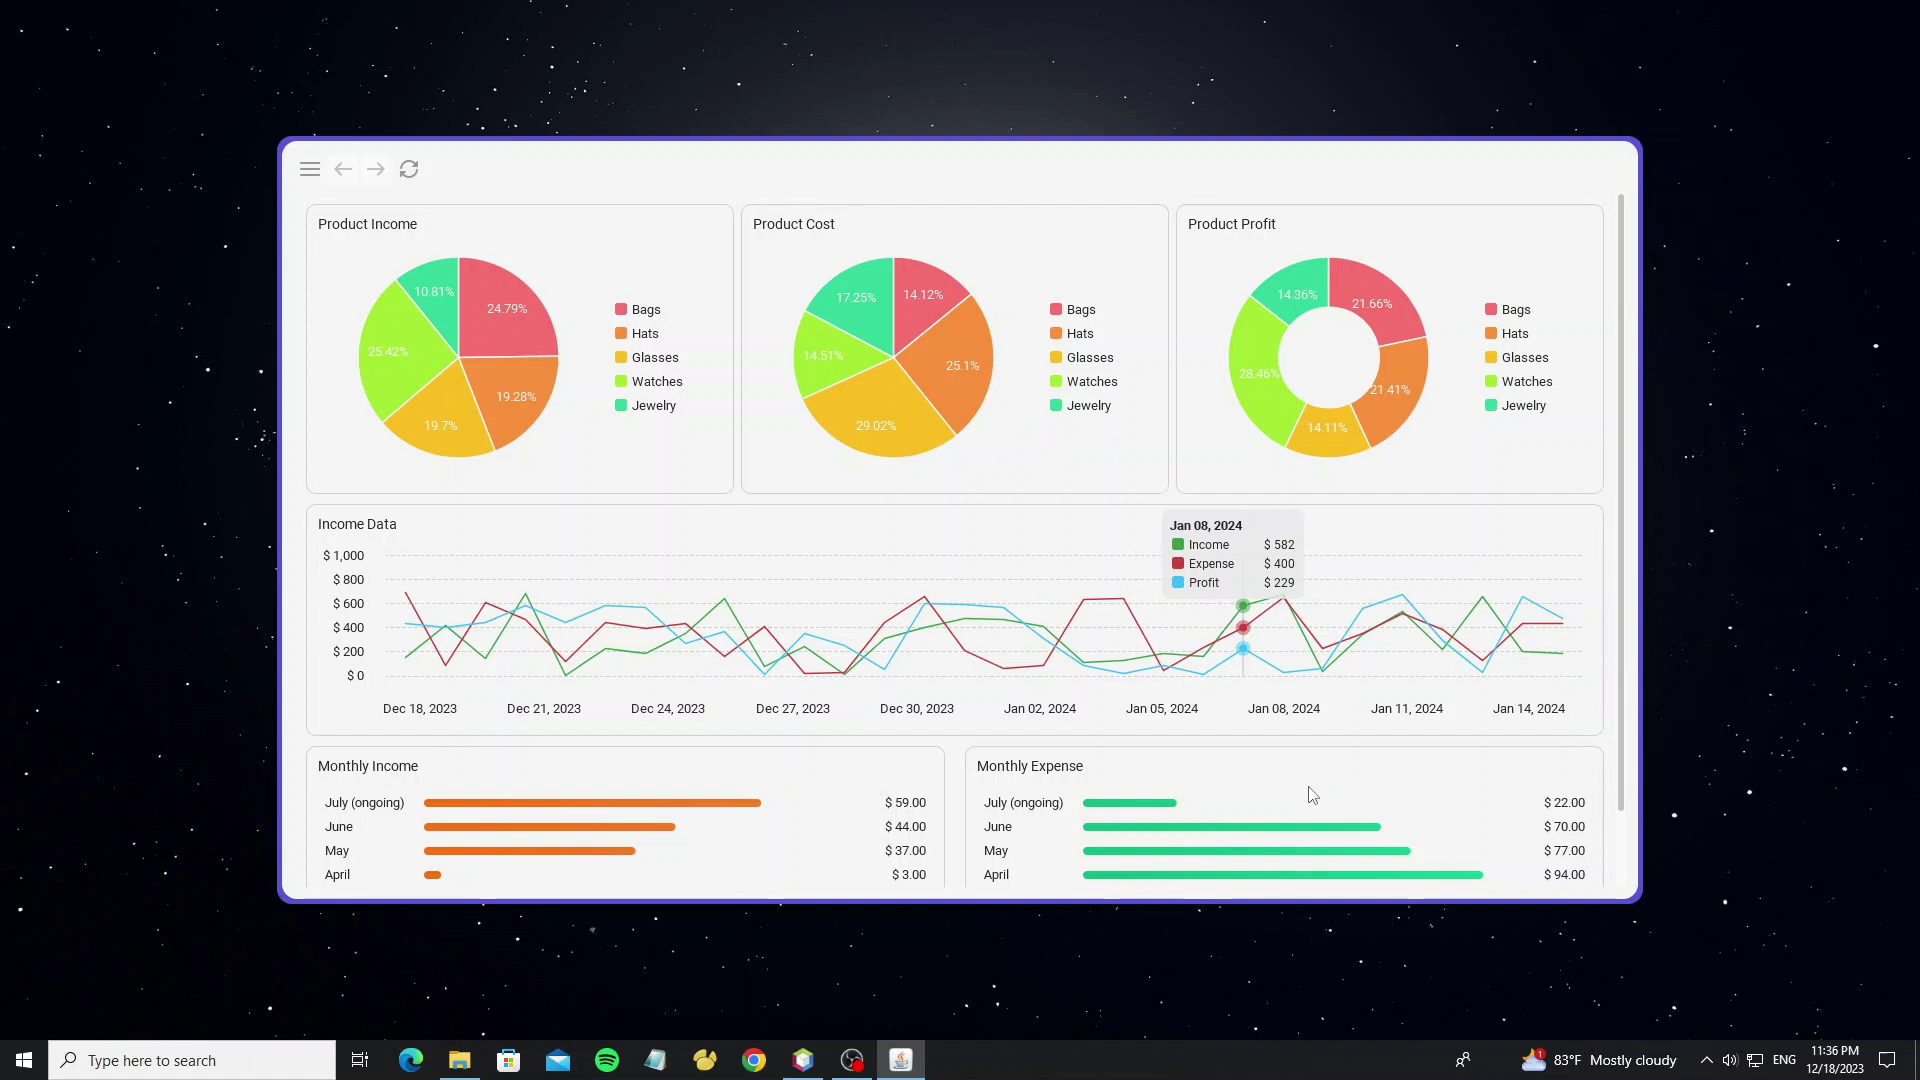 Product Income
10.81%
24.79%
25.42%
19.28%
19.7%
Bags
Hats
Glasses
Watches
Jewelry
Product Cost
17.25%
14.12%
14.51%
25.1%
29.02%
Bags
Hats
Glasses
Watches
Jewelry
Product Profit
14.36%
21.66%
28.46%
21.41%
14.11%
Bags
Hats
Glasses
Watches
Jewelry
Income Data
Jan 08, 2024
Income $ 582
Expense $ 400
Profit $ 229
$ 1,000
$ 800
$ 600
$ 400
$ 200
$ 0
Dec 18, 2023 Dec 21, 2023 Dec 24, 2023 Dec 27, 2023 Dec 30, 2023 Jan 02, 2024 Jan 05, 2024 Jan 08, 2024 Jan 11, 2024 Jan 14, 2024
Monthly Income
July (ongoing) $ 59.00
June $ 44.00
May $ 37.00
April $ 3.00
Monthly Expense
July (ongoing) $ 22.00
June $ 70.00
May $ 77.00
April $ 94.00
Type here to search
1
83°F Mostly cloudy
ENG
11:36 PM
12/18/2023